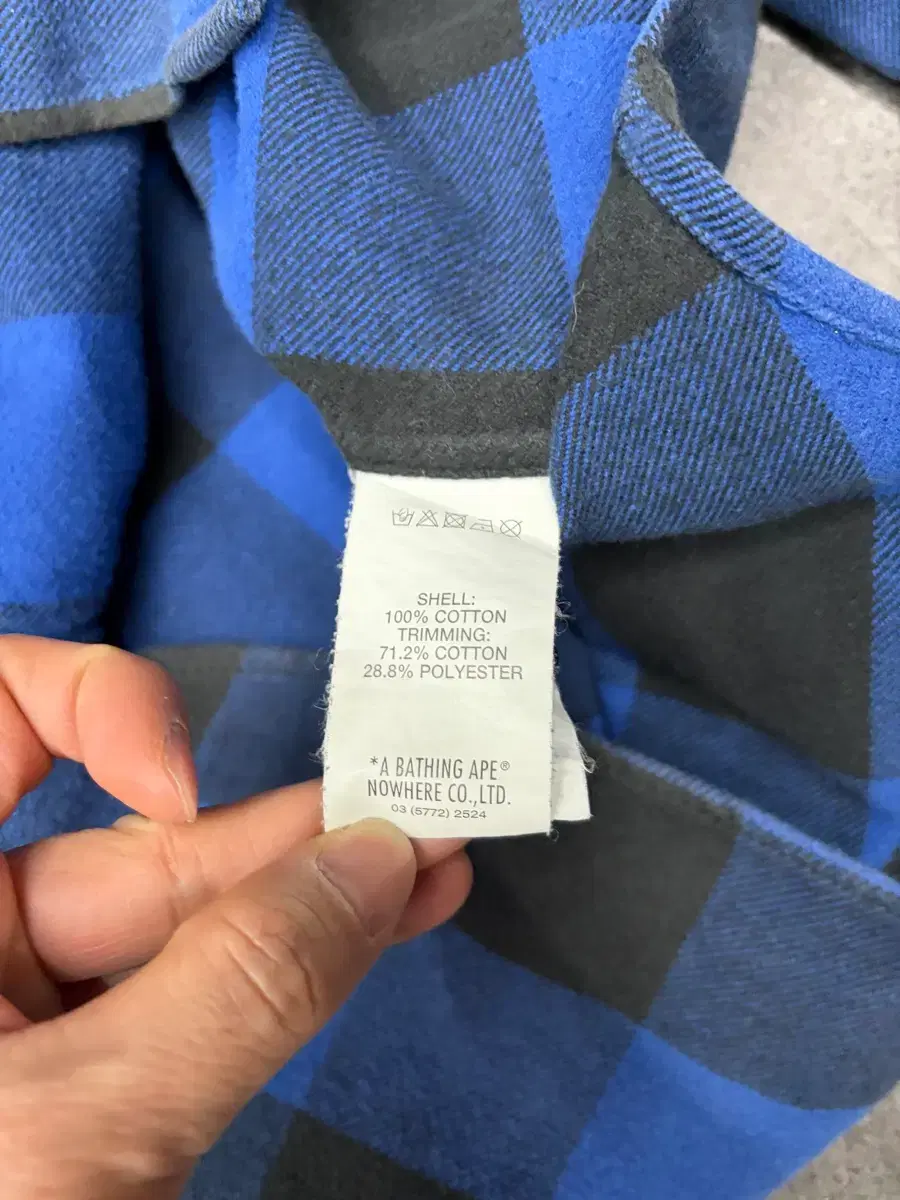 SHELL:
100% COTTON
TRIMMING:
71.2% COTTON
28.8% POLYESTER
*A BATHING APE®
NOWHERE CO.,LTD.
03 (5772) 2524